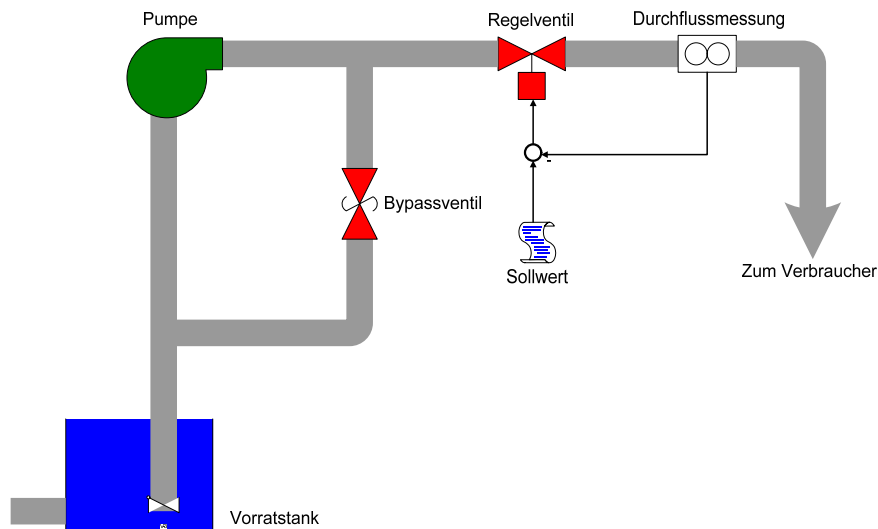 Pumpe
Regelventil
Durchflussmessung
Bypassventil
-
Sollwert
Zum Verbraucher
Vorratstank